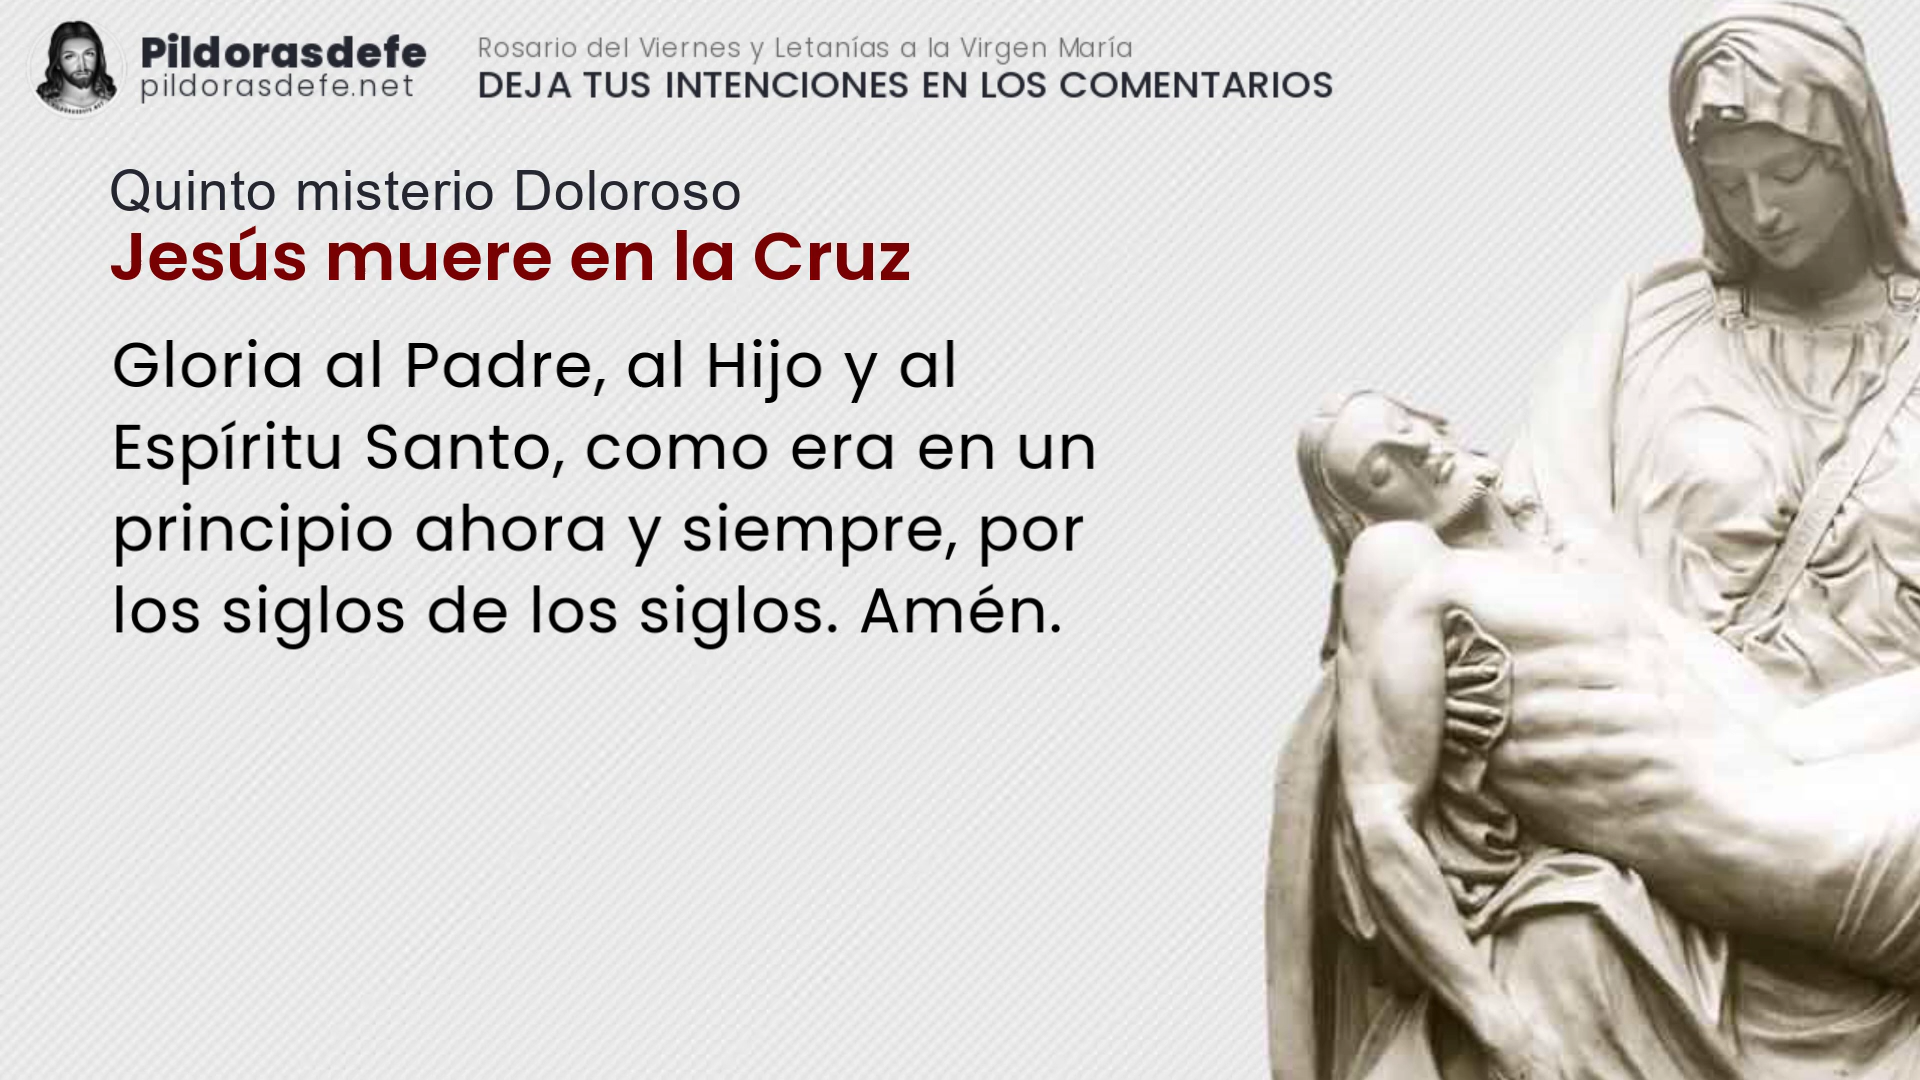 Pildorasdefe
pildorasdefe.net
Rosario del Viernes y Letanías a la Virgen María
DEJA TUS INTENCIONES EN LOS COMENTARIOS
Quinto misterio Doloroso
Jesús muere en la Cruz
Gloria al Padre, al Hijo y al
Espíritu Santo, como era en un
principio ahora y siempre, por
los siglos de los siglos. Amén.